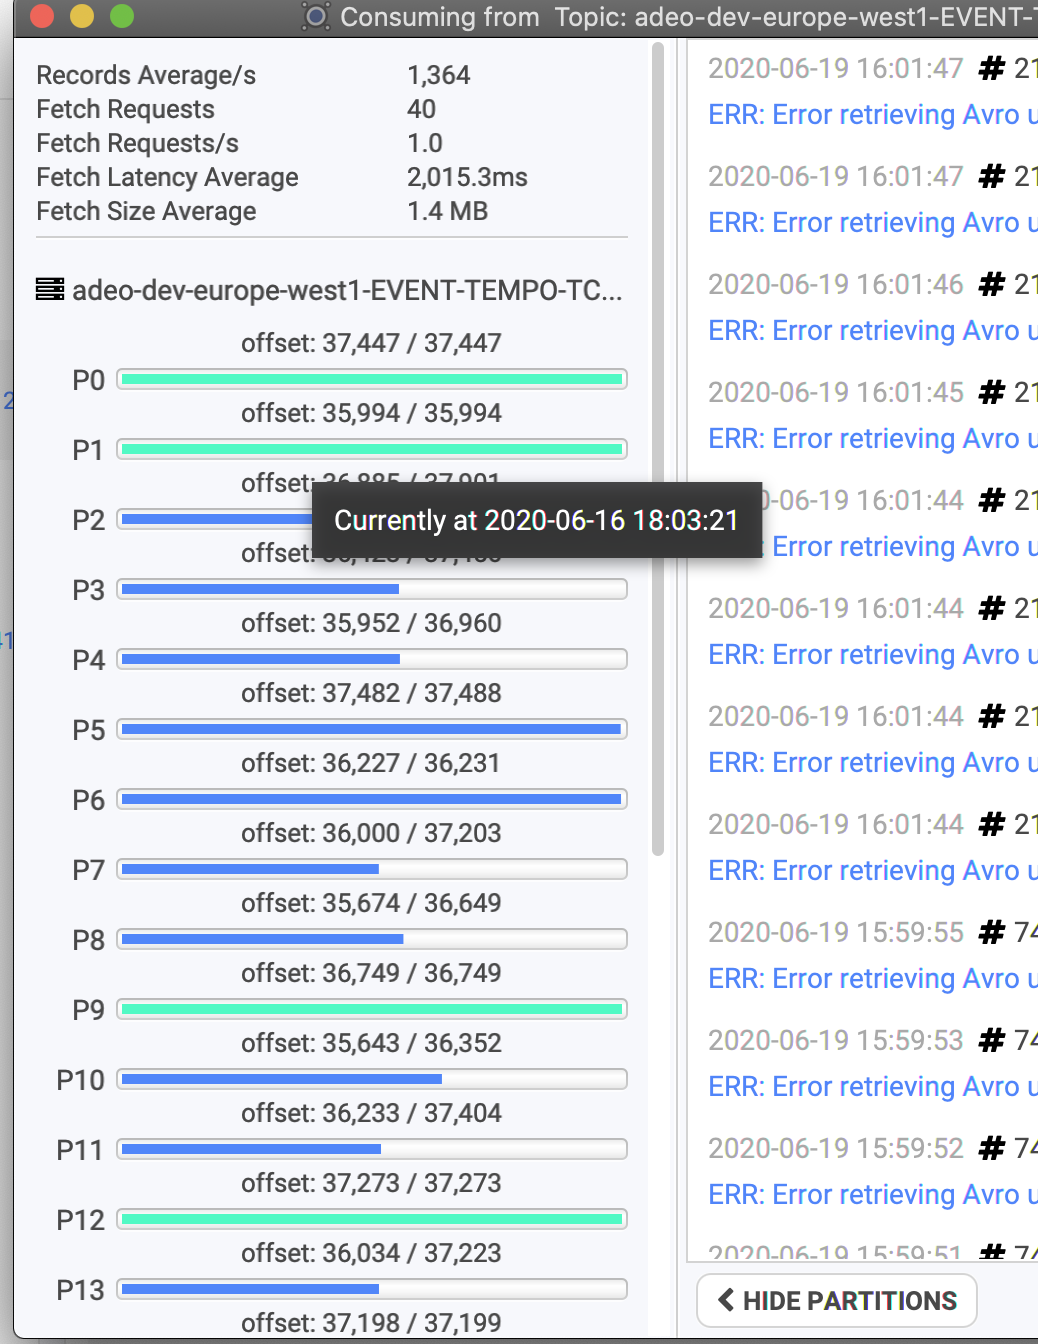 Consuming from Topic: adeo-dev-europe-west1-EVENT-
Records Average/s 1,364
Fetch Requests 40
Fetch Requests/s 1.0
Fetch Latency Average 2,015.3ms
Fetch Size Average 1.4 MB
adeo-dev-europe-west1-EVENT-TEMPO-TC...
offset: 37,447 / 37,447
P0
offset: 35,994 / 35,994
P1
offset: 36,885 / 37,901
P2
Currently at 2020-06-16 18:03:21
offset:
P3
offset: 35,952 / 36,960
P4
offset: 37,482 / 37,488
P5
offset: 36,227 / 36,231
P6
offset: 36,000 / 37,203
P7
offset: 35,674 / 36,649
P8
offset: 36,749 / 36,749
P9
offset: 35,643 / 36,352
P10
offset: 36,233 / 37,404
P11
offset: 37,273 / 37,273
P12
offset: 36,034 / 37,223
P13
offset: 37,198 / 37,199
2020-06-19 16:01:47 # 21
ERR: Error retrieving Avro u
2020-06-19 16:01:47 # 21
ERR: Error retrieving Avro u
2020-06-19 16:01:46 # 21
ERR: Error retrieving Avro u
2020-06-19 16:01:45 # 21
ERR: Error retrieving Avro u
-06-19 16:01:44 # 21
Error retrieving Avro u
2020-06-19 16:01:44 # 21
ERR: Error retrieving Avro u
2020-06-19 16:01:44 # 21
ERR: Error retrieving Avro u
2020-06-19 16:01:44 # 21
ERR: Error retrieving Avro u
2020-06-19 15:59:55 # 74
ERR: Error retrieving Avro u
2020-06-19 15:59:53 # 74
ERR: Error retrieving Avro u
2020-06-19 15:59:52 # 74
ERR: Error retrieving Avro u
2020-06-19 15:59:51 # 74
HIDE PARTITIONS